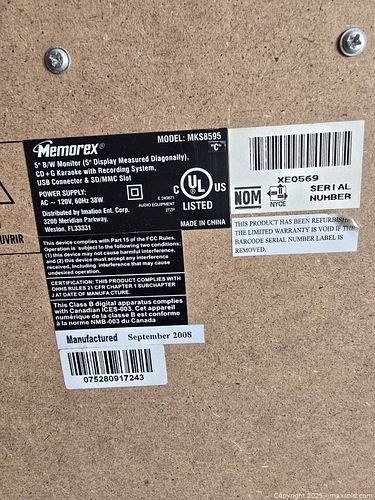 Memorex®
MODEL: MKS8595
"C"
5" B/W Monitor (5" Display Measured Diagonally),
CD+G Karaoke with Recording System,
USB Connector & SD/MMC Slot
POWER SUPPLY:
AC ~ 120V, 60Hz 38W
Distributed by Imation Ent. Corp.
3200 Meridian Parkway,
Weston, FL33331
C UL US
LISTED
AUDIO EQUIPMENT
MADE IN CHINA
This device complies with Part 15 of the FCC Rules.
Operation is subject to the following two conditions:
(1) this device may not cause harmful interference,
and (2) this device must accept any interference
received, including interference that may cause
undesired operation.
CERTIFICATION: THIS PRODUCT COMPLIES WITH
DHHS RULES 21 CFR CHAPTER 1 SUBCHAPTER
J AT DATE OF MANUFACTURE.
This Class B digital apparatus complies
with Canadian ICES-003. Cet appareil
numérique de la classe B est conforme
à la norme NMB-003 du Canada
Manufactured September 2008
075280917243
XE0569
SERIAL
NUMBER
NOM
NYCE
THIS PRODUCT HAS BEEN REFURBISHED
THE LIMITED WARRANTY IS VOID IF THE
BARCODE SERIAL NUMBER LABEL IS
REMOVED.
UVRIR
Copyright 2025 - maxsold.com